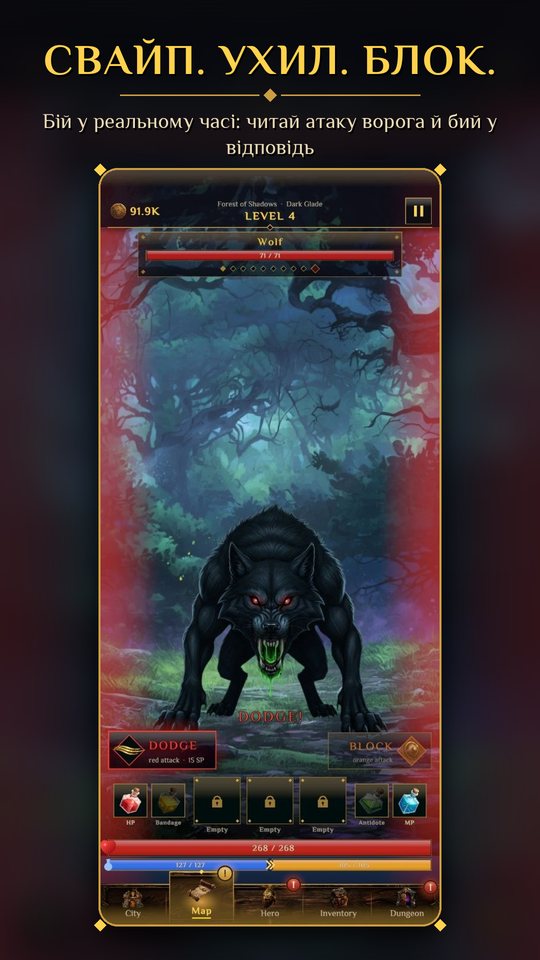 СВАЙП. УХИЛ. БЛОК.
Бій у реальному часі: читай атаку ворога й бий у
відповідь
91.9K
Forest of Shadows · Dark Glade
LEVEL 4
Wolf
71 / 71
DODGE!
DODGE
red attack · 15 SP
BLOCK
orange attack
HP
Bandage
Empty
Empty
Empty
Antidote
MP
268 / 268
127 / 127
City
Map
Hero
Inventory
Dungeon